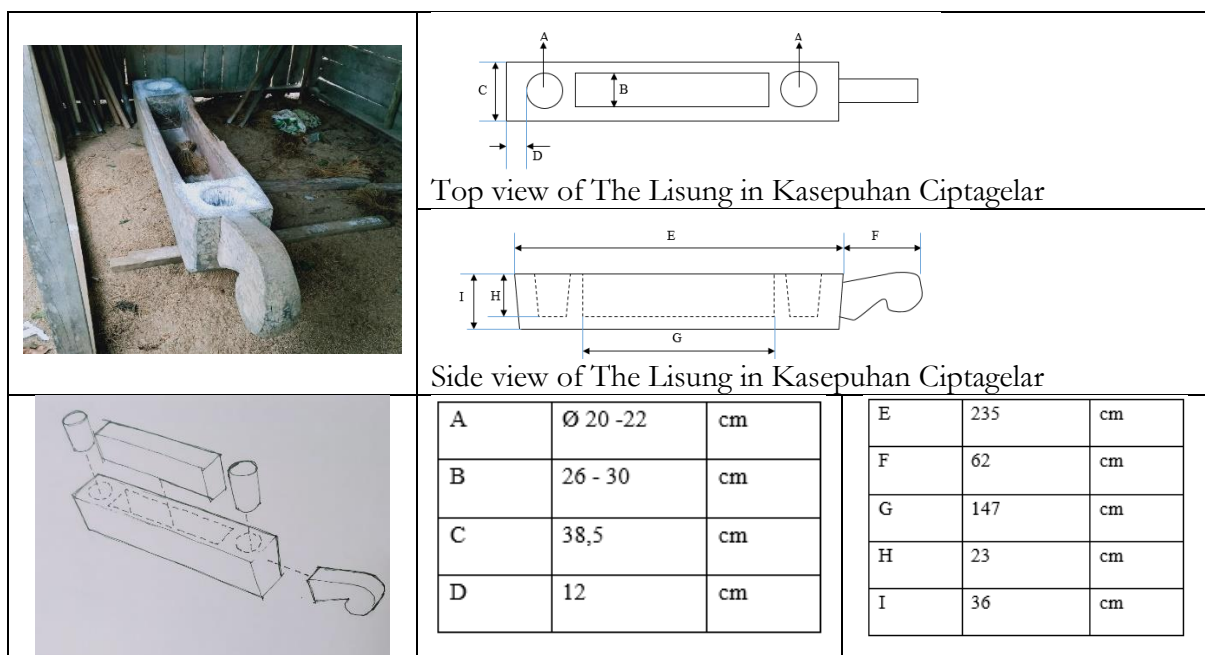 A A
C B
D
Top view of The Lisung in Kasepuhan Ciptagelar
E F
I H
G
Side view of The Lisung in Kasepuhan Ciptagelar
A Ø 20 -22 cm
B 26 - 30 cm
C 38,5 cm
D 12 cm
E 235 cm
F 62 cm
G 147 cm
H 23 cm
I 36 cm